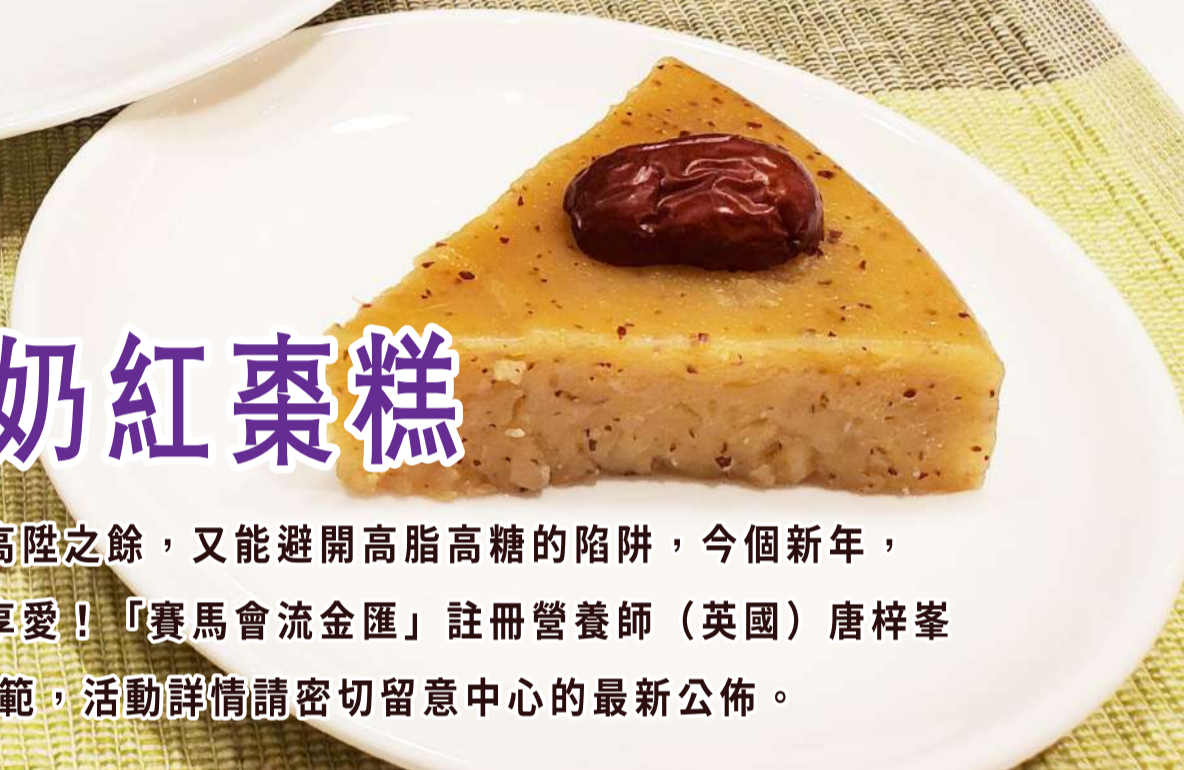 奶紅棗糕
高陞之餘，又能避開高脂高糖的陷阱，今個新年，
享愛！「賽馬會流金匯」註冊營養師（英國）唐梓峯
範，活動詳情請密切留意中心的最新公佈。